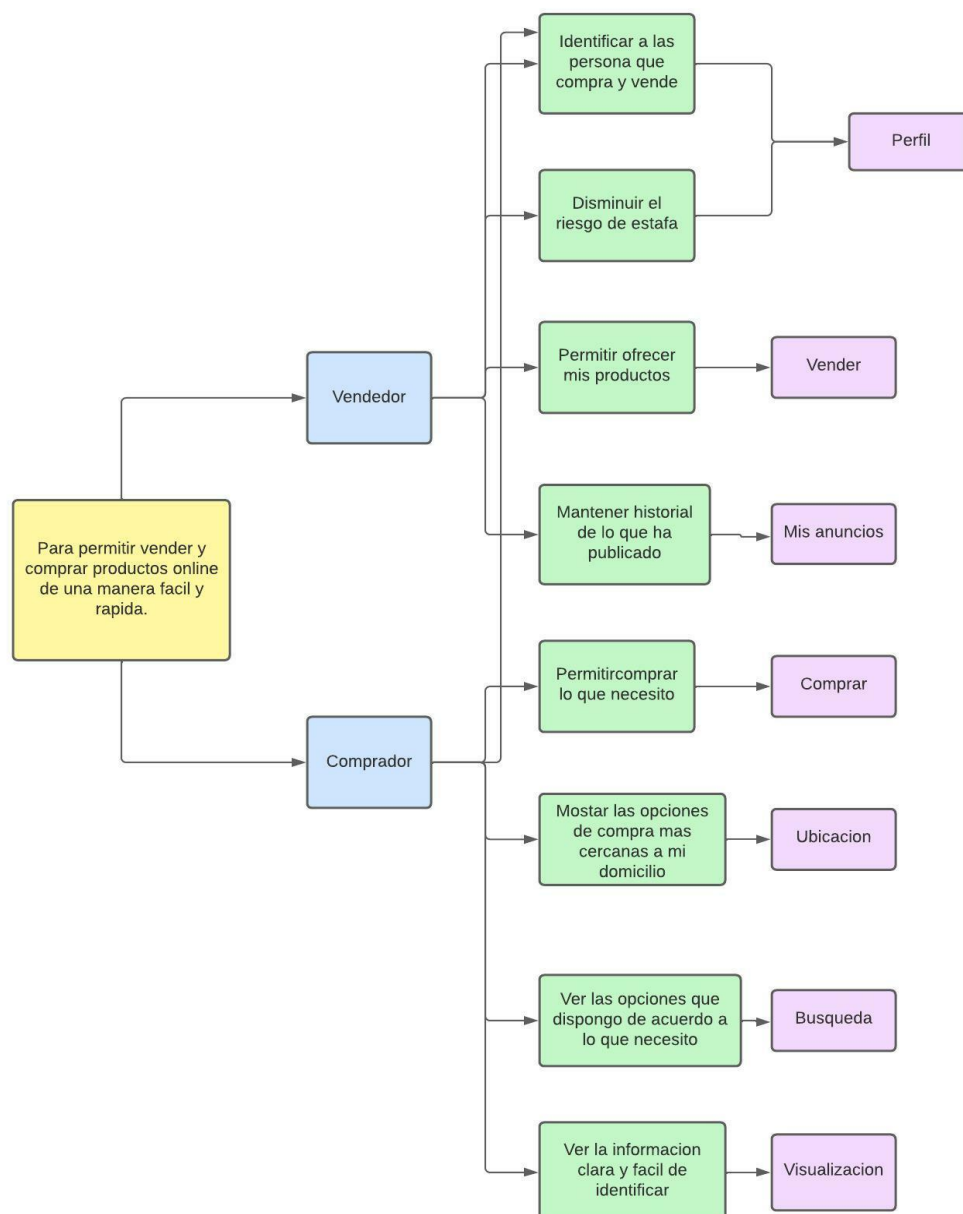 Identificar a las
persona que
compra y vende
Perfil
Disminuir el
riesgo de estafa
Vendedor
Permitir ofrecer
mis productos
Vender
Para permitir vender y
comprar productos online
de una manera facil y
rapida.
Mantener historial
de lo que ha
publicado
Mis anuncios
Comprador
Permitircomprar
lo que necesito
Comprar
Mostar las opciones
de compra mas
cercanas a mi
domicilio
Ubicacion
Ver las opciones que
dispongo de acuerdo a
lo que necesito
Busqueda
Ver la informacion
clara y facil de
identificar
Visualizacion